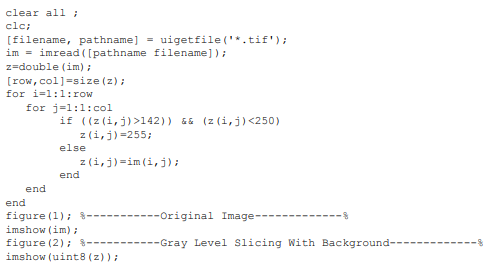 clear all ;
clc;
[filename, pathname] = uigetfile('*.tif');
im = imread([pathname filename]);
z=double(im);
[row,col]=size(z);
for i=1:1:row
for j=1:1:col
if ((z(i,j)>142)) && (z(i,j)<250)
z(i,j)=255;
else
z(i,j)=im(i,j);
end
end
end
figure(1); %-----------Original Image-------------%
imshow(im);
figure(2); %-----------Gray Level Slicing With Background-------------%
imshow(uint8(z));